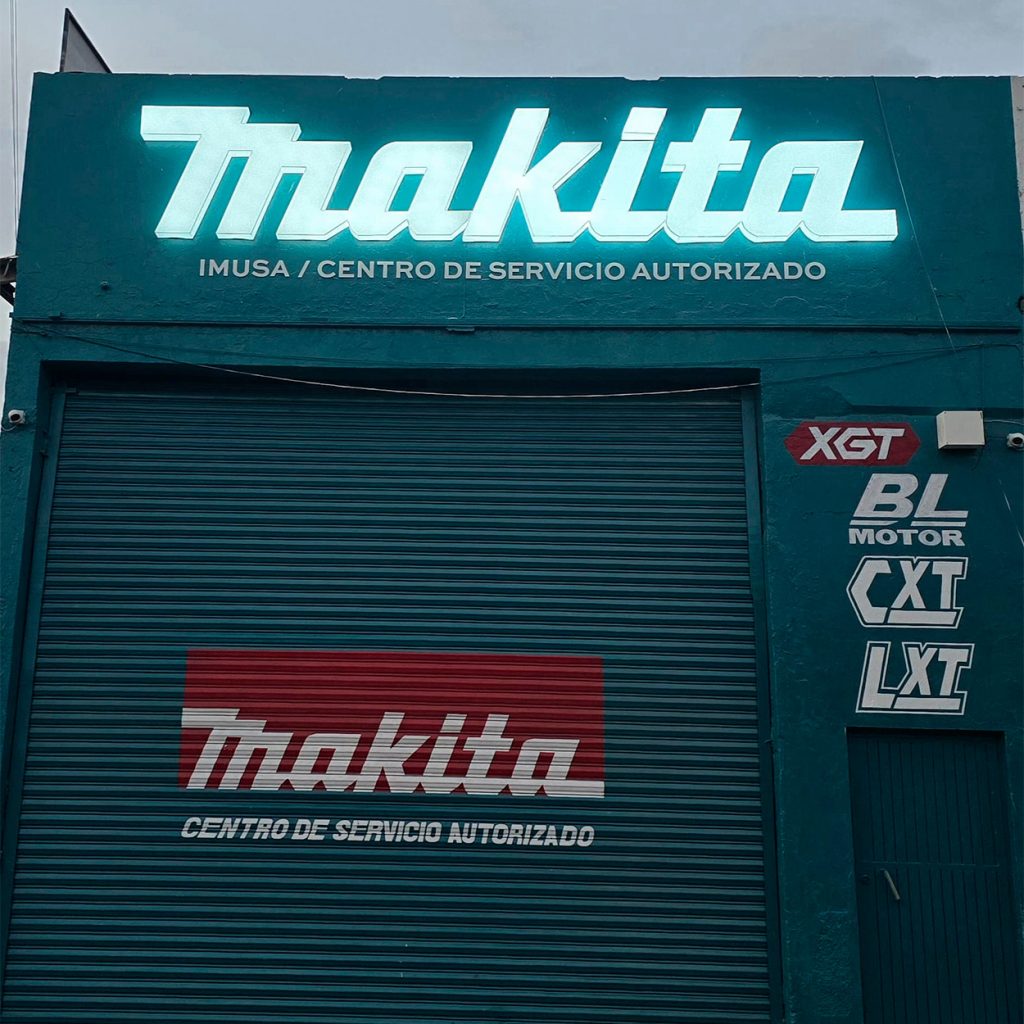 makita
IMUSA / CENTRO DE SERVICIO AUTORIZADO
XGT
BL
MOTOR
CXT
LXT
makita
CENTRO DE SERVICIO AUTORIZADO